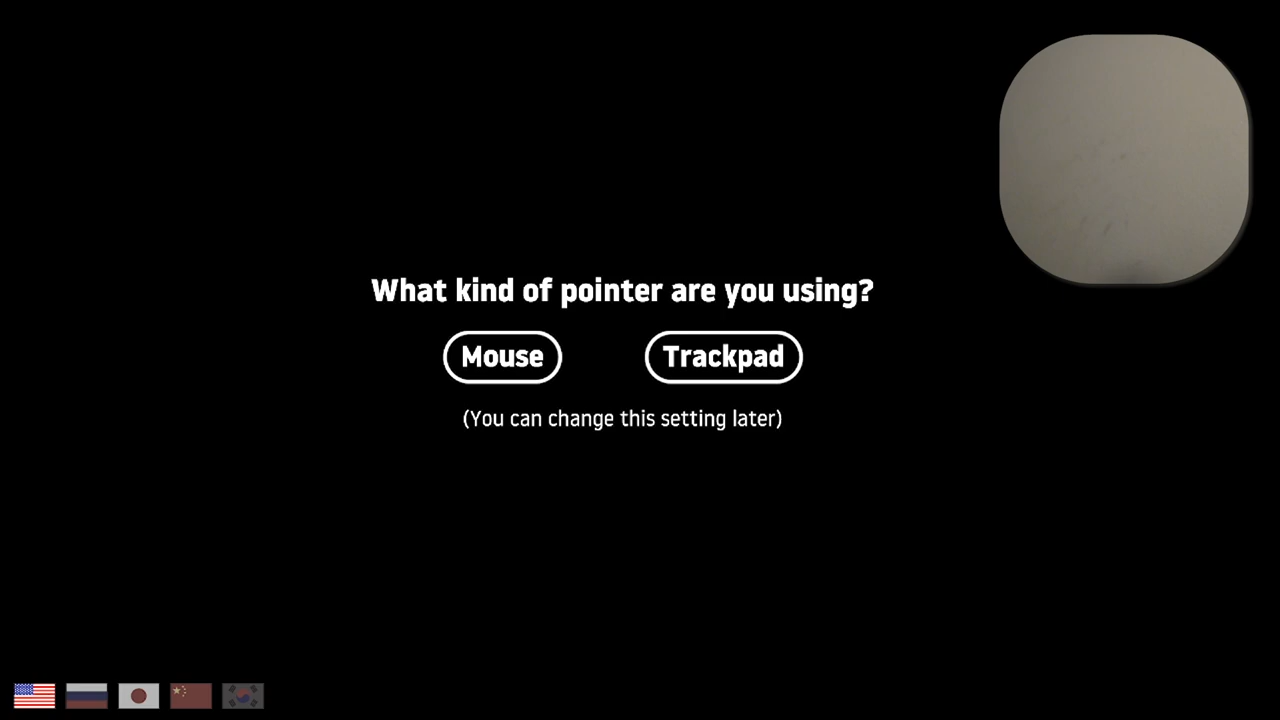 What kind of pointer are you using?
Mouse Trackpad
(You can change this setting later)